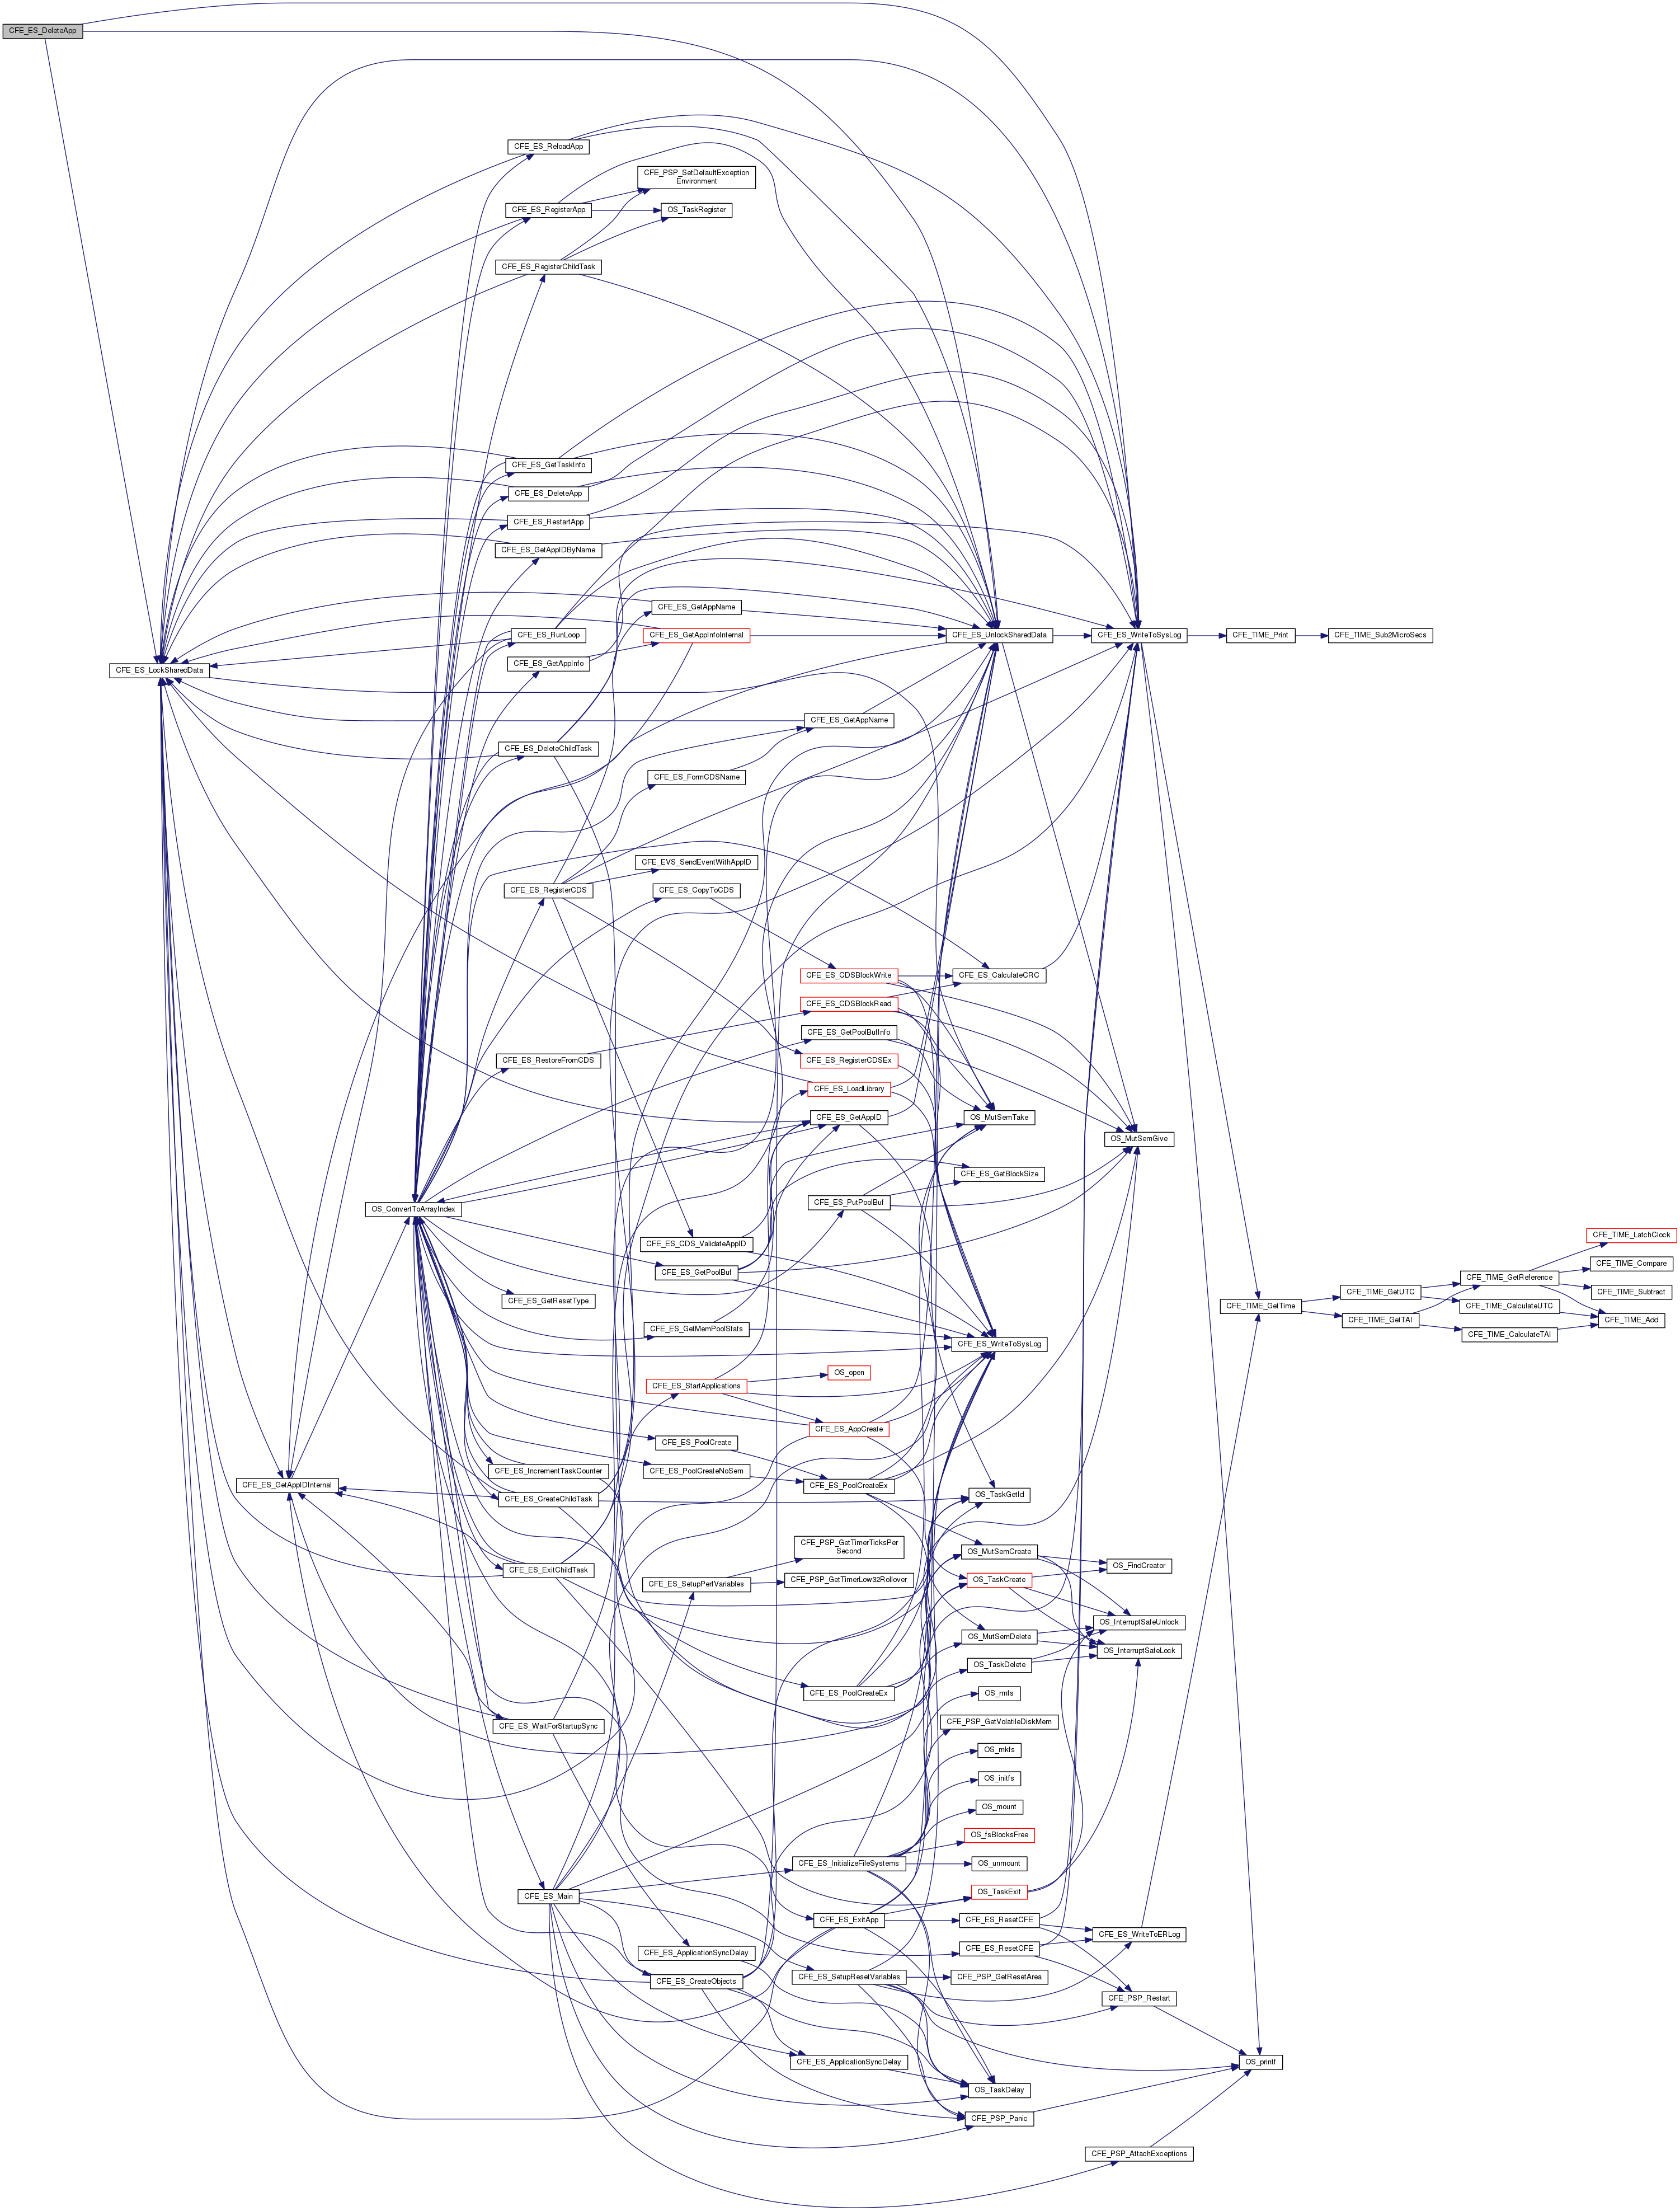 CFE_ES_DeleteApp
CFE_ES_ReloadApp
CFE_PSP_SetDefaultException
Environment
CFE_ES_RegisterApp
OS_TaskRegister
CFE_ES_RegisterChildTask
CFE_ES_GetTaskInfo
CFE_ES_DeleteApp
CFE_ES_RestartApp
CFE_ES_GetAppIDByName
CFE_ES_GetAppName
CFE_ES_RunLoop
CFE_ES_GetAppInfoInternal
CFE_ES_UnlockSharedData
CFE_ES_WriteToSysLog
CFE_TIME_Print
CFE_TIME_Sub2MicroSecs
CFE_ES_LockSharedData
CFE_ES_GetAppInfo
CFE_ES_GetAppName
CFE_ES_DeleteChildTask
CFE_ES_FormCDSName
CFE_EVS_SendEventWithAppID
CFE_ES_RegisterCDS
CFE_ES_CopyToCDS
CFE_ES_CDSBlockWrite
CFE_ES_CalculateCRC
CFE_ES_CDSBlockRead
CFE_ES_GetPoolBufInfo
CFE_ES_RestoreFromCDS
CFE_ES_RegisterCDSEx
CFE_ES_LoadLibrary
CFE_ES_GetAppID
OS_MutSemTake
OS_MutSemGive
CFE_ES_GetBlockSize
CFE_ES_PutPoolBuf
OS_ConvertToArrayIndex
CFE_ES_CDS_ValidateAppID
CFE_TIME_LatchClock
CFE_ES_GetPoolBuf
CFE_TIME_Compare
CFE_TIME_GetReference
CFE_TIME_GetUTC
CFE_TIME_Subtract
CFE_ES_GetResetType
CFE_TIME_GetTime
CFE_TIME_CalculateUTC
CFE_TIME_GetTAI
CFE_TIME_Add
CFE_ES_GetMemPoolStats
CFE_TIME_CalculateTAI
CFE_ES_WriteToSysLog
OS_open
CFE_ES_StartApplications
CFE_ES_AppCreate
CFE_ES_PoolCreate
CFE_ES_IncrementTaskCounter
CFE_ES_PoolCreateNoSem
CFE_ES_GetAppIDInternal
CFE_ES_PoolCreateEx
OS_TaskGetId
CFE_ES_CreateChildTask
CFE_PSP_GetTimerTicksPer
Second
OS_MutSemCreate
OS_FindCreator
CFE_ES_ExitChildTask
OS_TaskCreate
CFE_PSP_GetTimerLow32Rollover
CFE_ES_SetupPerfVariables
OS_InterruptSafeUnlock
OS_MutSemDelete
OS_InterruptSafeLock
OS_TaskDelete
CFE_ES_PoolCreateEx
OS_rmfs
CFE_PSP_GetVolatileDiskMem
CFE_ES_WaitForStartupSync
OS_mkfs
OS_initfs
OS_mount
OS_fsBlocksFree
CFE_ES_InitializeFileSystems
OS_unmount
CFE_ES_Main
OS_TaskExit
CFE_ES_ExitApp
CFE_ES_ResetCFE
CFE_ES_WriteToERLog
CFE_ES_ResetCFE
CFE_ES_ApplicationSyncDelay
CFE_ES_SetupResetVariables
CFE_PSP_GetResetArea
CFE_ES_CreateObjects
CFE_PSP_Restart
CFE_ES_ApplicationSyncDelay
OS_printf
OS_TaskDelay
CFE_PSP_Panic
CFE_PSP_AttachExceptions